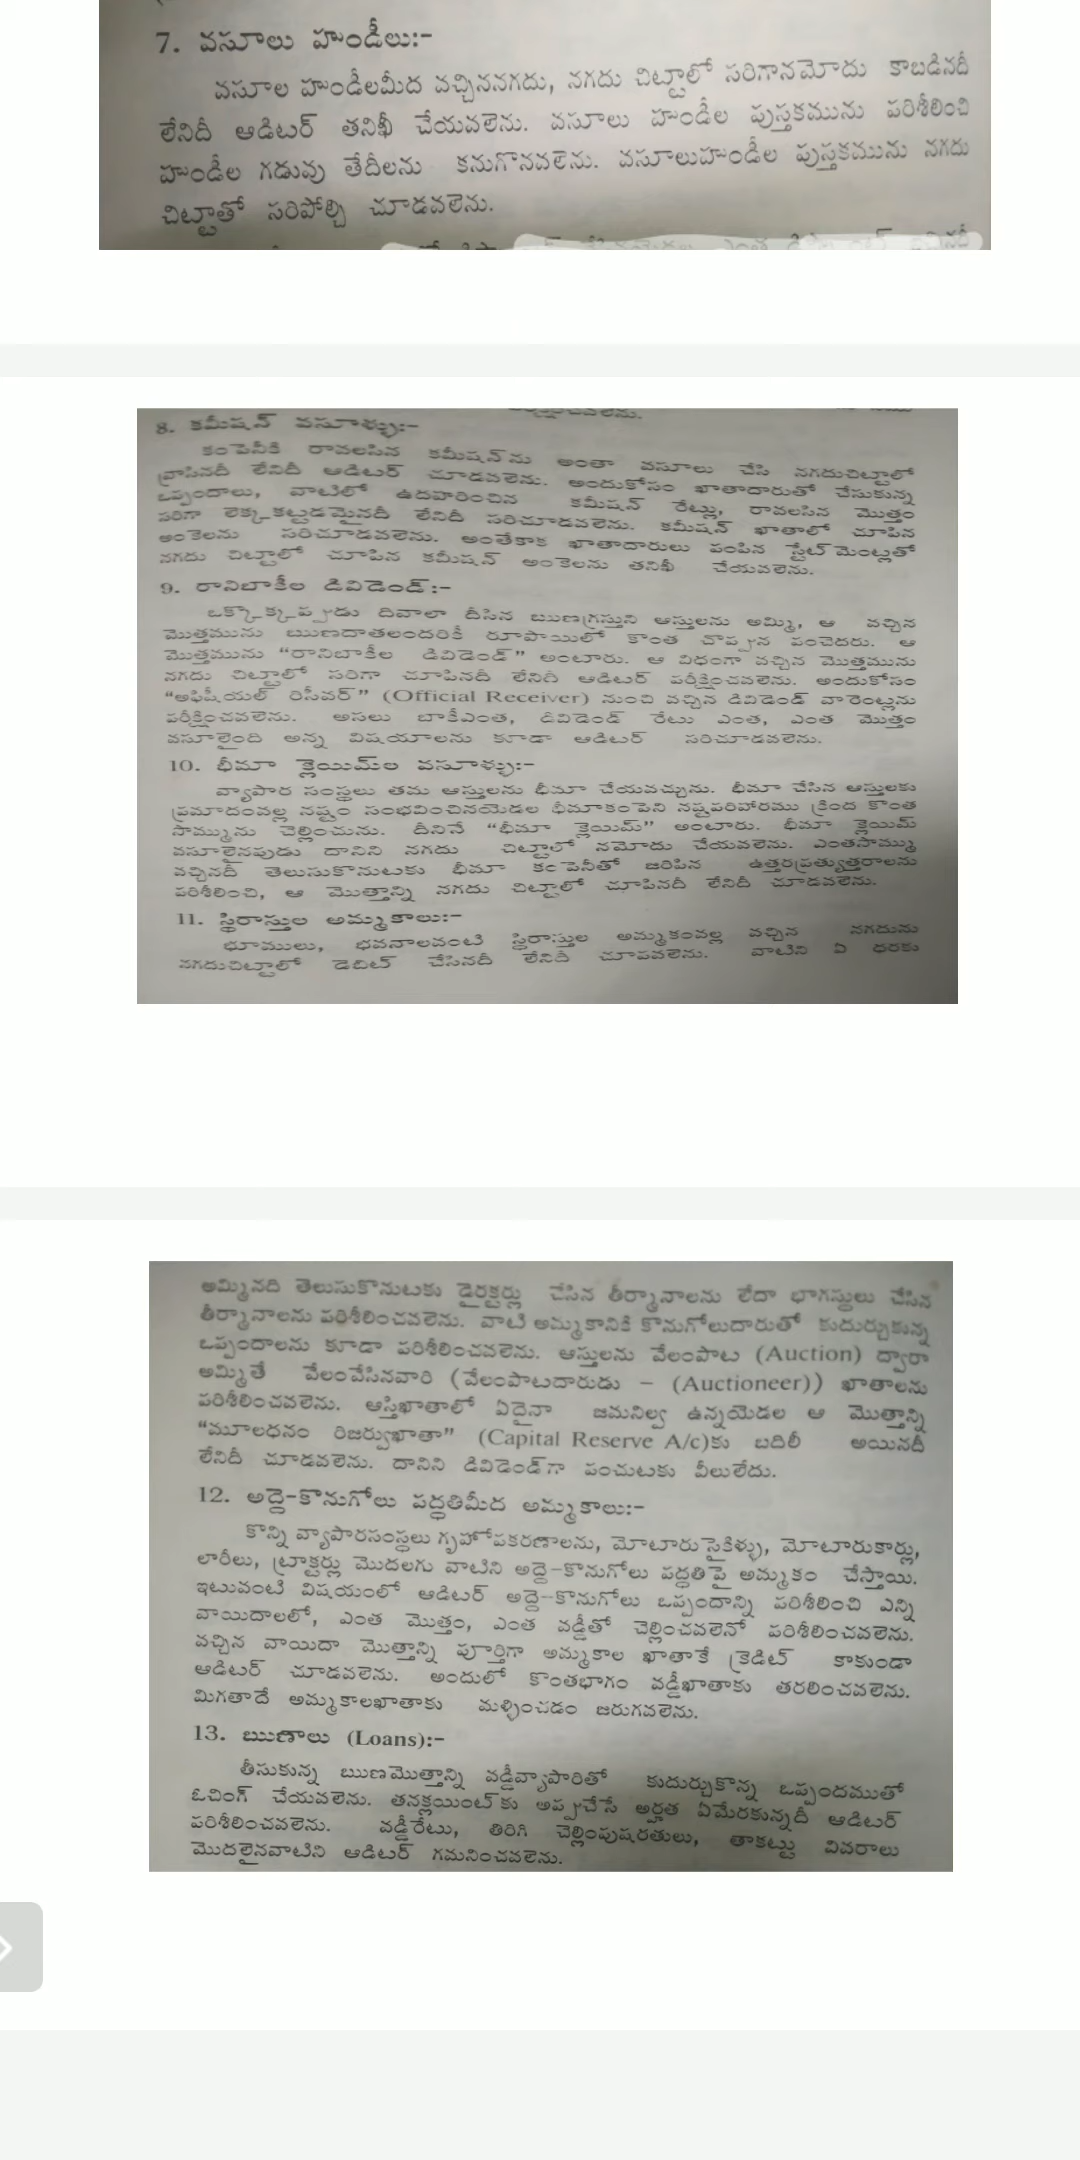 7. వసూలు హుండీలు:-
వసూల హుండీలమీద వచ్చిననగదు, నగదు చిట్టాలో సరిగానమోదు కాబడినదీ
లేనిదీ ఆడిటర్ తనిఖీ చేయవలెను. వసూలు హుండీల పుస్తకమును పరిశీలించి
హుండీల గడువు తేదీలను కనుగొనవలెను. వసూలుహుండీల పుస్తకమును నగదు
చిట్టాతో సరిపోల్చి చూడవలెను.
8. కమీషన్ వసూళ్ళు:-
కంపెనీకి రావలసిన కమీషన్‌ను అంతా వసూలు చేసి నగదుచిట్టాలో
వ్రాసినదీ లేనిదీ ఆడిటర్ చూడవలెను. అందుకోసం ఖాతాదారుతో చేసుకున్న
ఒప్పందాలు, వాటిలో ఉదహరించిన కమీషన్ రేట్లు, రావలసిన మొత్తం
సరిగా లెక్కకట్టుడమైనదీ లేనిదీ సరిచూడవలెను. కమీషన్ ఖాతాలో చూపిన
అంకెలను సరిచూడవలెను. అంతేకాక ఖాతాదారులు పంపిన స్టేట్‌మెంట్లుతో
నగదు చిట్టాలో చూపిన కమీషన్ అంకెలను తనిఖీ చేయవలెను.
9. రానిబాకీల డివిడెండ్:-
ఒక్కొక్కప్పుడు దివాలా దీసిన ఋణగ్రస్తుని ఆస్తులను అమ్మి, ఆ వచ్చిన
మొత్తమును ఋణదాతలందరికీ రూపాయిలో కొంత చొప్పున పంచెదరు. ఆ
మొత్తమును “రానిబాకీల డివిడెండ్” అంటారు. ఆ విధంగా వచ్చిన మొత్తమును
నగదు చిట్టాలో సరిగా చూపినదీ లేనిది ఆడిటర్ పరీక్షించవలెను. అందుకోసం
“అఫిషియల్ రిసీవర్” (Official Receiver) నుంచి వచ్చిన డివిడెండ్ వారెంట్లును
పరీక్షించవలెను. అసలు బాకీఎంత, డివిడెండ్ రేటు ఎంత, ఎంత మొత్తం
వసూలైంది అన్న విషయాలను కూడా ఆడిటర్ సరిచూడవలెను.
10. భీమా క్లెయిమ్‌ల వసూళ్ళు:-
వ్యాపార సంస్థలు తమ ఆస్తులను భీమా చేయవచ్చును. భీమా చేసిన ఆస్తులకు
ప్రమాదంవల్ల నష్టం సంభవించినయెడల భీమాకంపెని నష్టపరిహారము క్రింద కొంత
సొమ్మును చెల్లించును. దీనినే “భీమా క్లెయిమ్” అంటారు. భీమా క్లెయిమ్
వసూలైనపుడు దానిని నగదు చిట్టాలో నమోదు చేయవలెను. ఎంతసొమ్ము
వచ్చినదీ తెలుసుకొనుటకు భీమా కంపెనీతో జరిపిన ఉత్తరప్రత్యుత్తరాలను
పరిశీలించి, ఆ మొత్తాన్ని నగదు చిట్టాలో చూపినదీ లేనిదీ చూడవలెను.
11. స్థిరాస్తుల అమ్మకాలు:-
భూములు, భవనాలవంటి స్థిరాస్తుల అమ్మకంవల్ల వచ్చిన నగదును
నగదుచిట్టాలో డెబిట్ చేసినదీ లేనిదీ చూపవలెను. వాటిని ఏ ధరకు
అమ్మినది తెలుసుకొనుటకు డైరక్టర్లు చేసిన తీర్మానాలను లేదా భాగస్థులు చేసిన
తీర్మానాలను పరిశీలించవలెను. వాటి అమ్మకానికి కొనుగోలుదారుతో కుదుర్చుకున్న
ఒప్పందాలను కూడా పరిశీలించవలెను. ఆస్తులను వేలంపాట (Auction) ద్వారా
అమ్మితే వేలంవేసినవారి (వేలంపాటదారుడు – (Auctioneer)) ఖాతాలను
పరిశీలించవలెను. ఆస్తిఖాతాలో ఏదైనా జమనిల్వ ఉన్నయెడల ఆ మొత్తాన్ని
“మూలధనం రిజర్వుఖాతా” (Capital Reserve A/c)కు బదిలీ అయినదీ
లేనిదీ చూడవలెను. దానిని డివిడెండ్‌గా పంచుటకు వీలులేదు.
12. అద్దె-కొనుగోలు పద్ధతిమీద అమ్మకాలు:-
కొన్ని వ్యాపారసంస్థలు గృహోపకరణాలను, మోటారుసైకిళ్ళు, మోటారుకార్లు,
లారీలు, ట్రాక్టర్లు మొదలగు వాటిని అద్దె-కొనుగోలు పద్ధతిపై అమ్మకం చేస్తాయి.
ఇటువంటి విషయంలో ఆడిటర్ అద్దె-కొనుగోలు ఒప్పందాన్ని పరిశీలించి ఎన్ని
వాయిదాలలో, ఎంత మొత్తం, ఎంత వడ్డీతో చెల్లించవలెనో పరిశీలించవలెను.
వచ్చిన వాయిదా మొత్తాన్ని పూర్తిగా అమ్మకాల ఖాతాకే క్రెడిట్ కాకుండా
ఆడిటర్ చూడవలెను. అందులో కొంతభాగం వడ్డీఖాతాకు తరలించవలెను.
మిగతాదే అమ్మకాలఖాతాకు మళ్ళించడం జరుగవలెను.
13. ఋణాలు (Loans):-
తీసుకున్న ఋణమొత్తాన్ని వడ్డీవ్యాపారితో కుదుర్చుకొన్న ఒప్పందముతో
ఓచింగ్ చేయవలెను. తనక్లయింట్‌కు అప్పుచేసే అర్హత ఏమేరకున్నదీ ఆడిటర్
పరిశీలించవలెను. వడ్డీరేటు, తిరిగి చెల్లింపుషరతులు, తాకట్టు వివరాలు
మొదలైనవాటిని ఆడిటర్ గమనించవలెను.